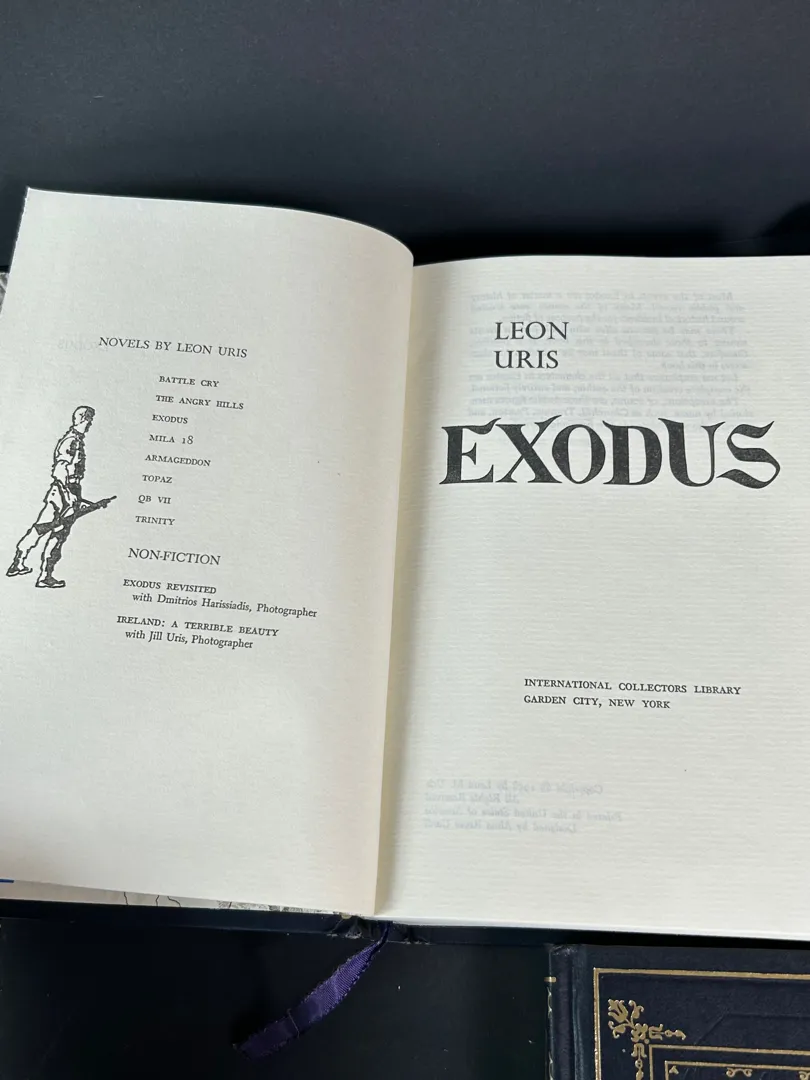 NOVELS BY LEON URIS
BATTLE CRY
THE ANGRY HILLS
EXODUS
MILA 18
ARMAGEDDON
TOPAZ
QB VII
TRINITY
NON-FICTION
EXODUS REVISITED
with Dmitrios Harissiadis, Photographer
IRELAND: A TERRIBLE BEAUTY
with Jill Uris, Photographer
LEON
URIS
EXODUS
INTERNATIONAL COLLECTORS LIBRARY
GARDEN CITY, NEW YORK